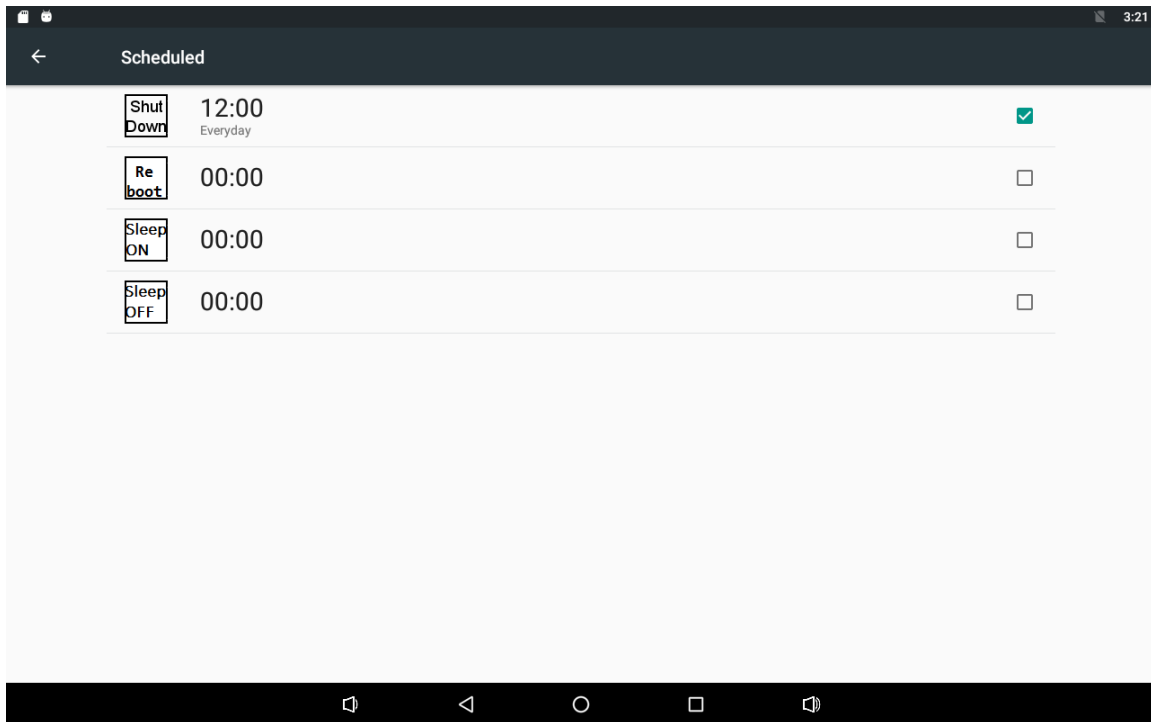 3:21
Scheduled
Shut
Down
12:00
Everyday
Re
boot
00:00
Sleep
ON
00:00
Sleep
OFF
00:00